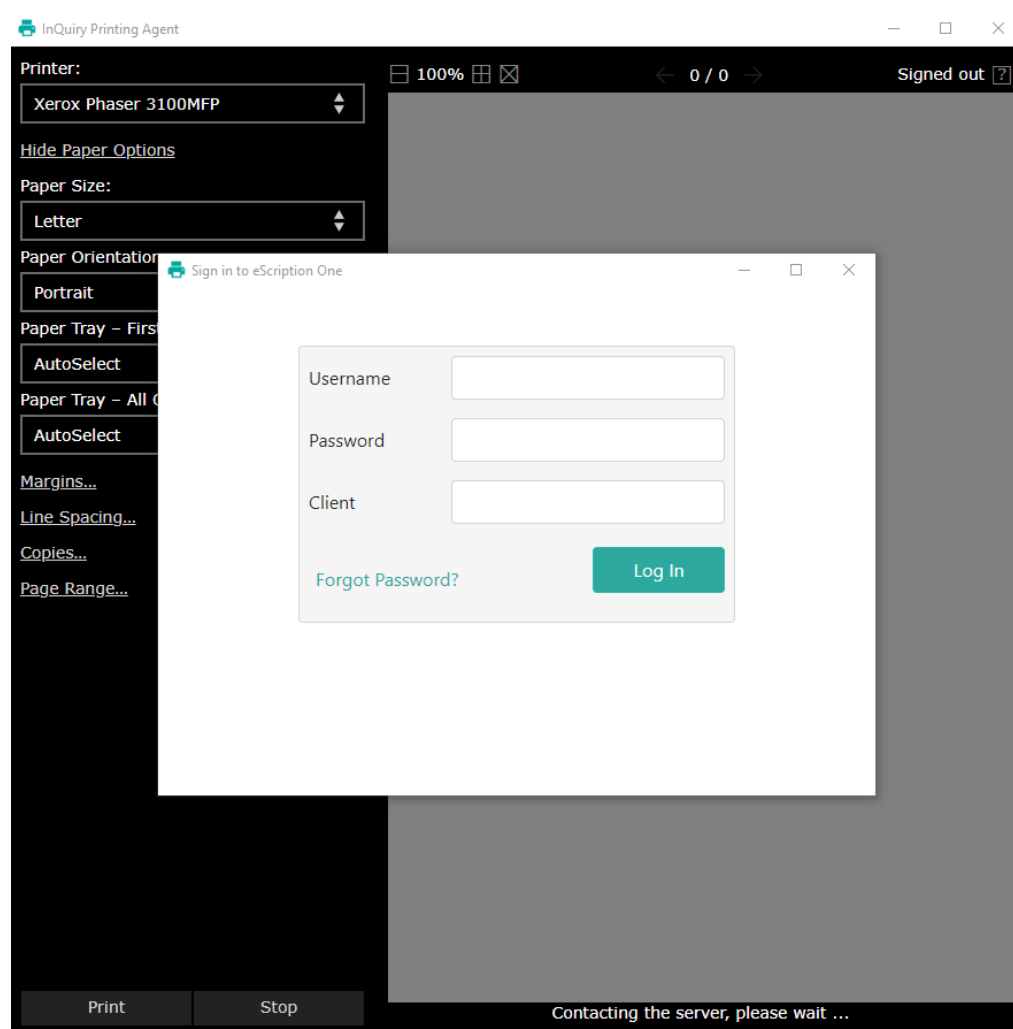 InQuiry Printing Agent
Printer:
100%
0 / 0
Signed out ?
Xerox Phaser 3100MFP
Hide Paper Options
Paper Size:
Letter
Paper Orientation
Portrait
Paper Tray – First
AutoSelect
Paper Tray – All
AutoSelect
Margins...
Line Spacing...
Copies...
Page Range...
Sign in to eScription One
Username
Password
Client
Forgot Password?
Log In
Print
Stop
Contacting the server, please wait ...